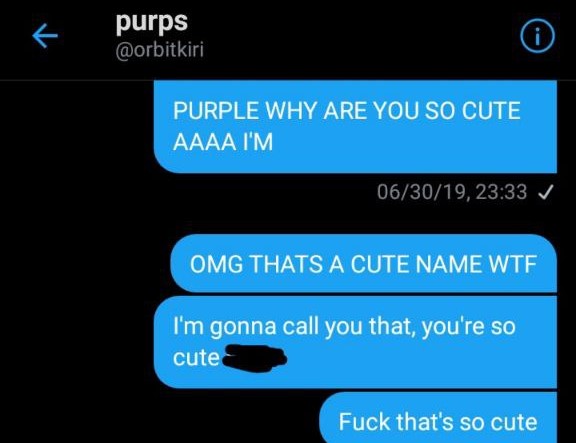 purps
@orbitkiri
PURPLE WHY ARE YOU SO CUTE
AAAA I'M
06/30/19, 23:33 ✓
OMG THATS A CUTE NAME WTF
I'm gonna call you that, you're so
cute
Fuck that's so cute